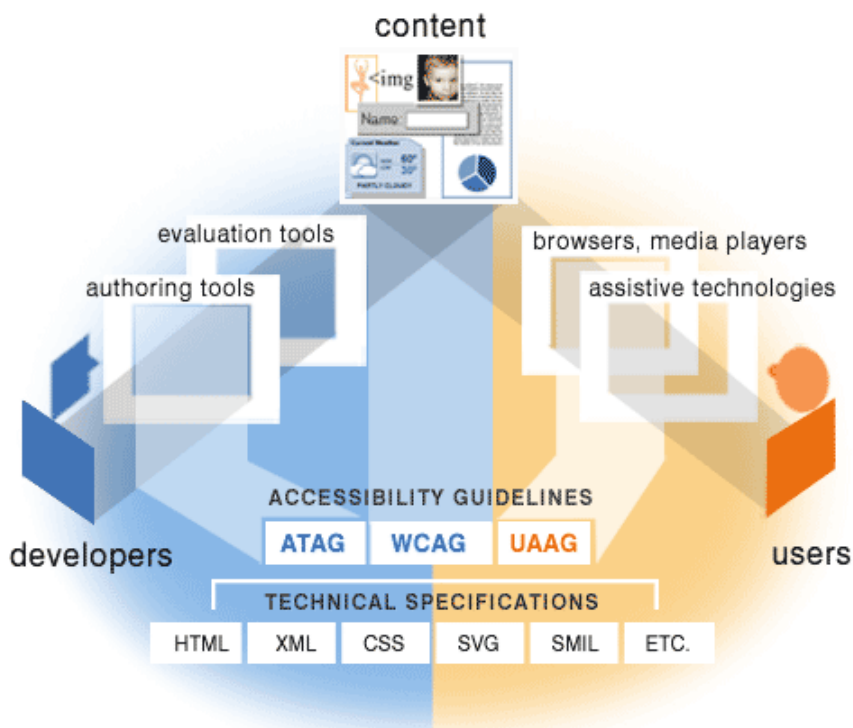 content
<img
Name:
Current Weather
60°
30°
PARTLY CLOUDY
evaluation tools
browsers, media players
authoring tools
assistive technologies
ACCESSIBILITY GUIDELINES
ATAG WCAG UAAG
developers
users
TECHNICAL SPECIFICATIONS
HTML XML CSS SVG SMIL ETC.